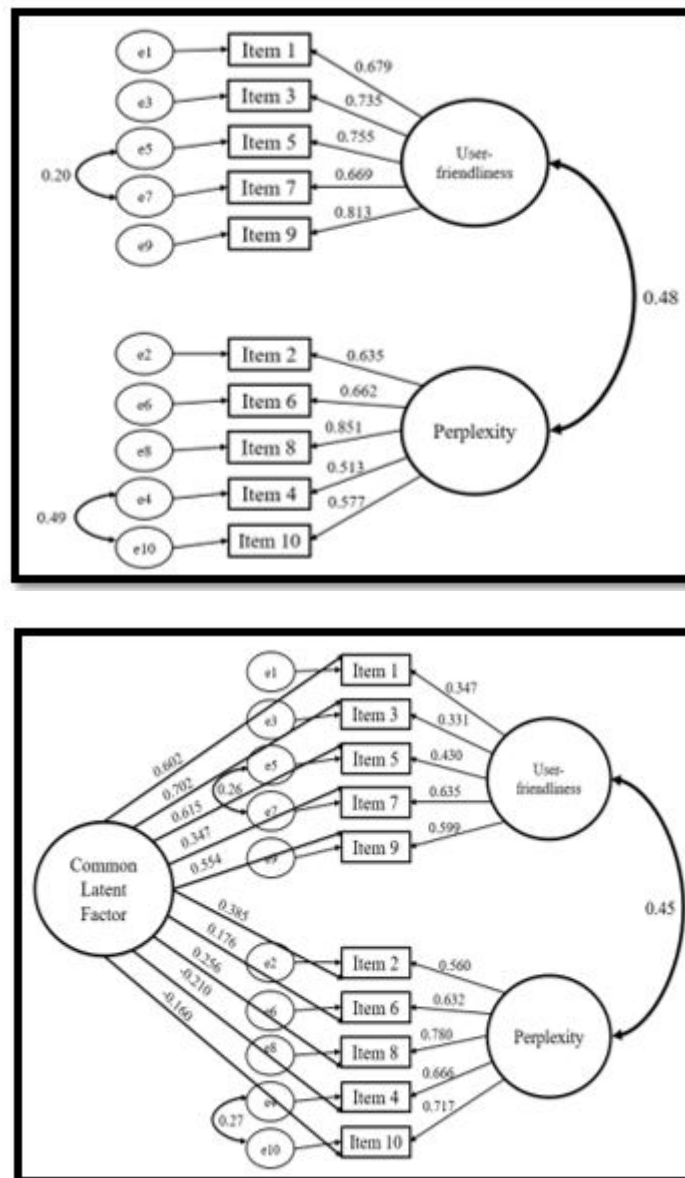 e1
Item 1
0.679
e3
Item 3
0.735
e5
Item 5
0.755
User-
friendliness
0.20
e7
Item 7
0.669
e9
Item 9
0.813
0.48
e2
Item 2
0.635
e6
Item 6
0.662
e8
Item 8
0.851
Perplexity
e4
Item 4
0.513
0.49
e10
Item 10
0.577
e1
Item 1
0.347
e3
Item 3
0.331
0.602
0.702
e5
Item 5
0.430
User-
friendliness
0.615
0.26
e7
Item 7
0.635
0.347
e9
Item 9
0.599
0.554
Common
Latent
Factor
0.45
0.385
0.176
e2
Item 2
0.560
0.256
e6
Item 6
0.632
-0.210
e8
Item 8
0.780
Perplexity
-0.160
e4
Item 4
0.666
0.27
e10
Item 10
0.717